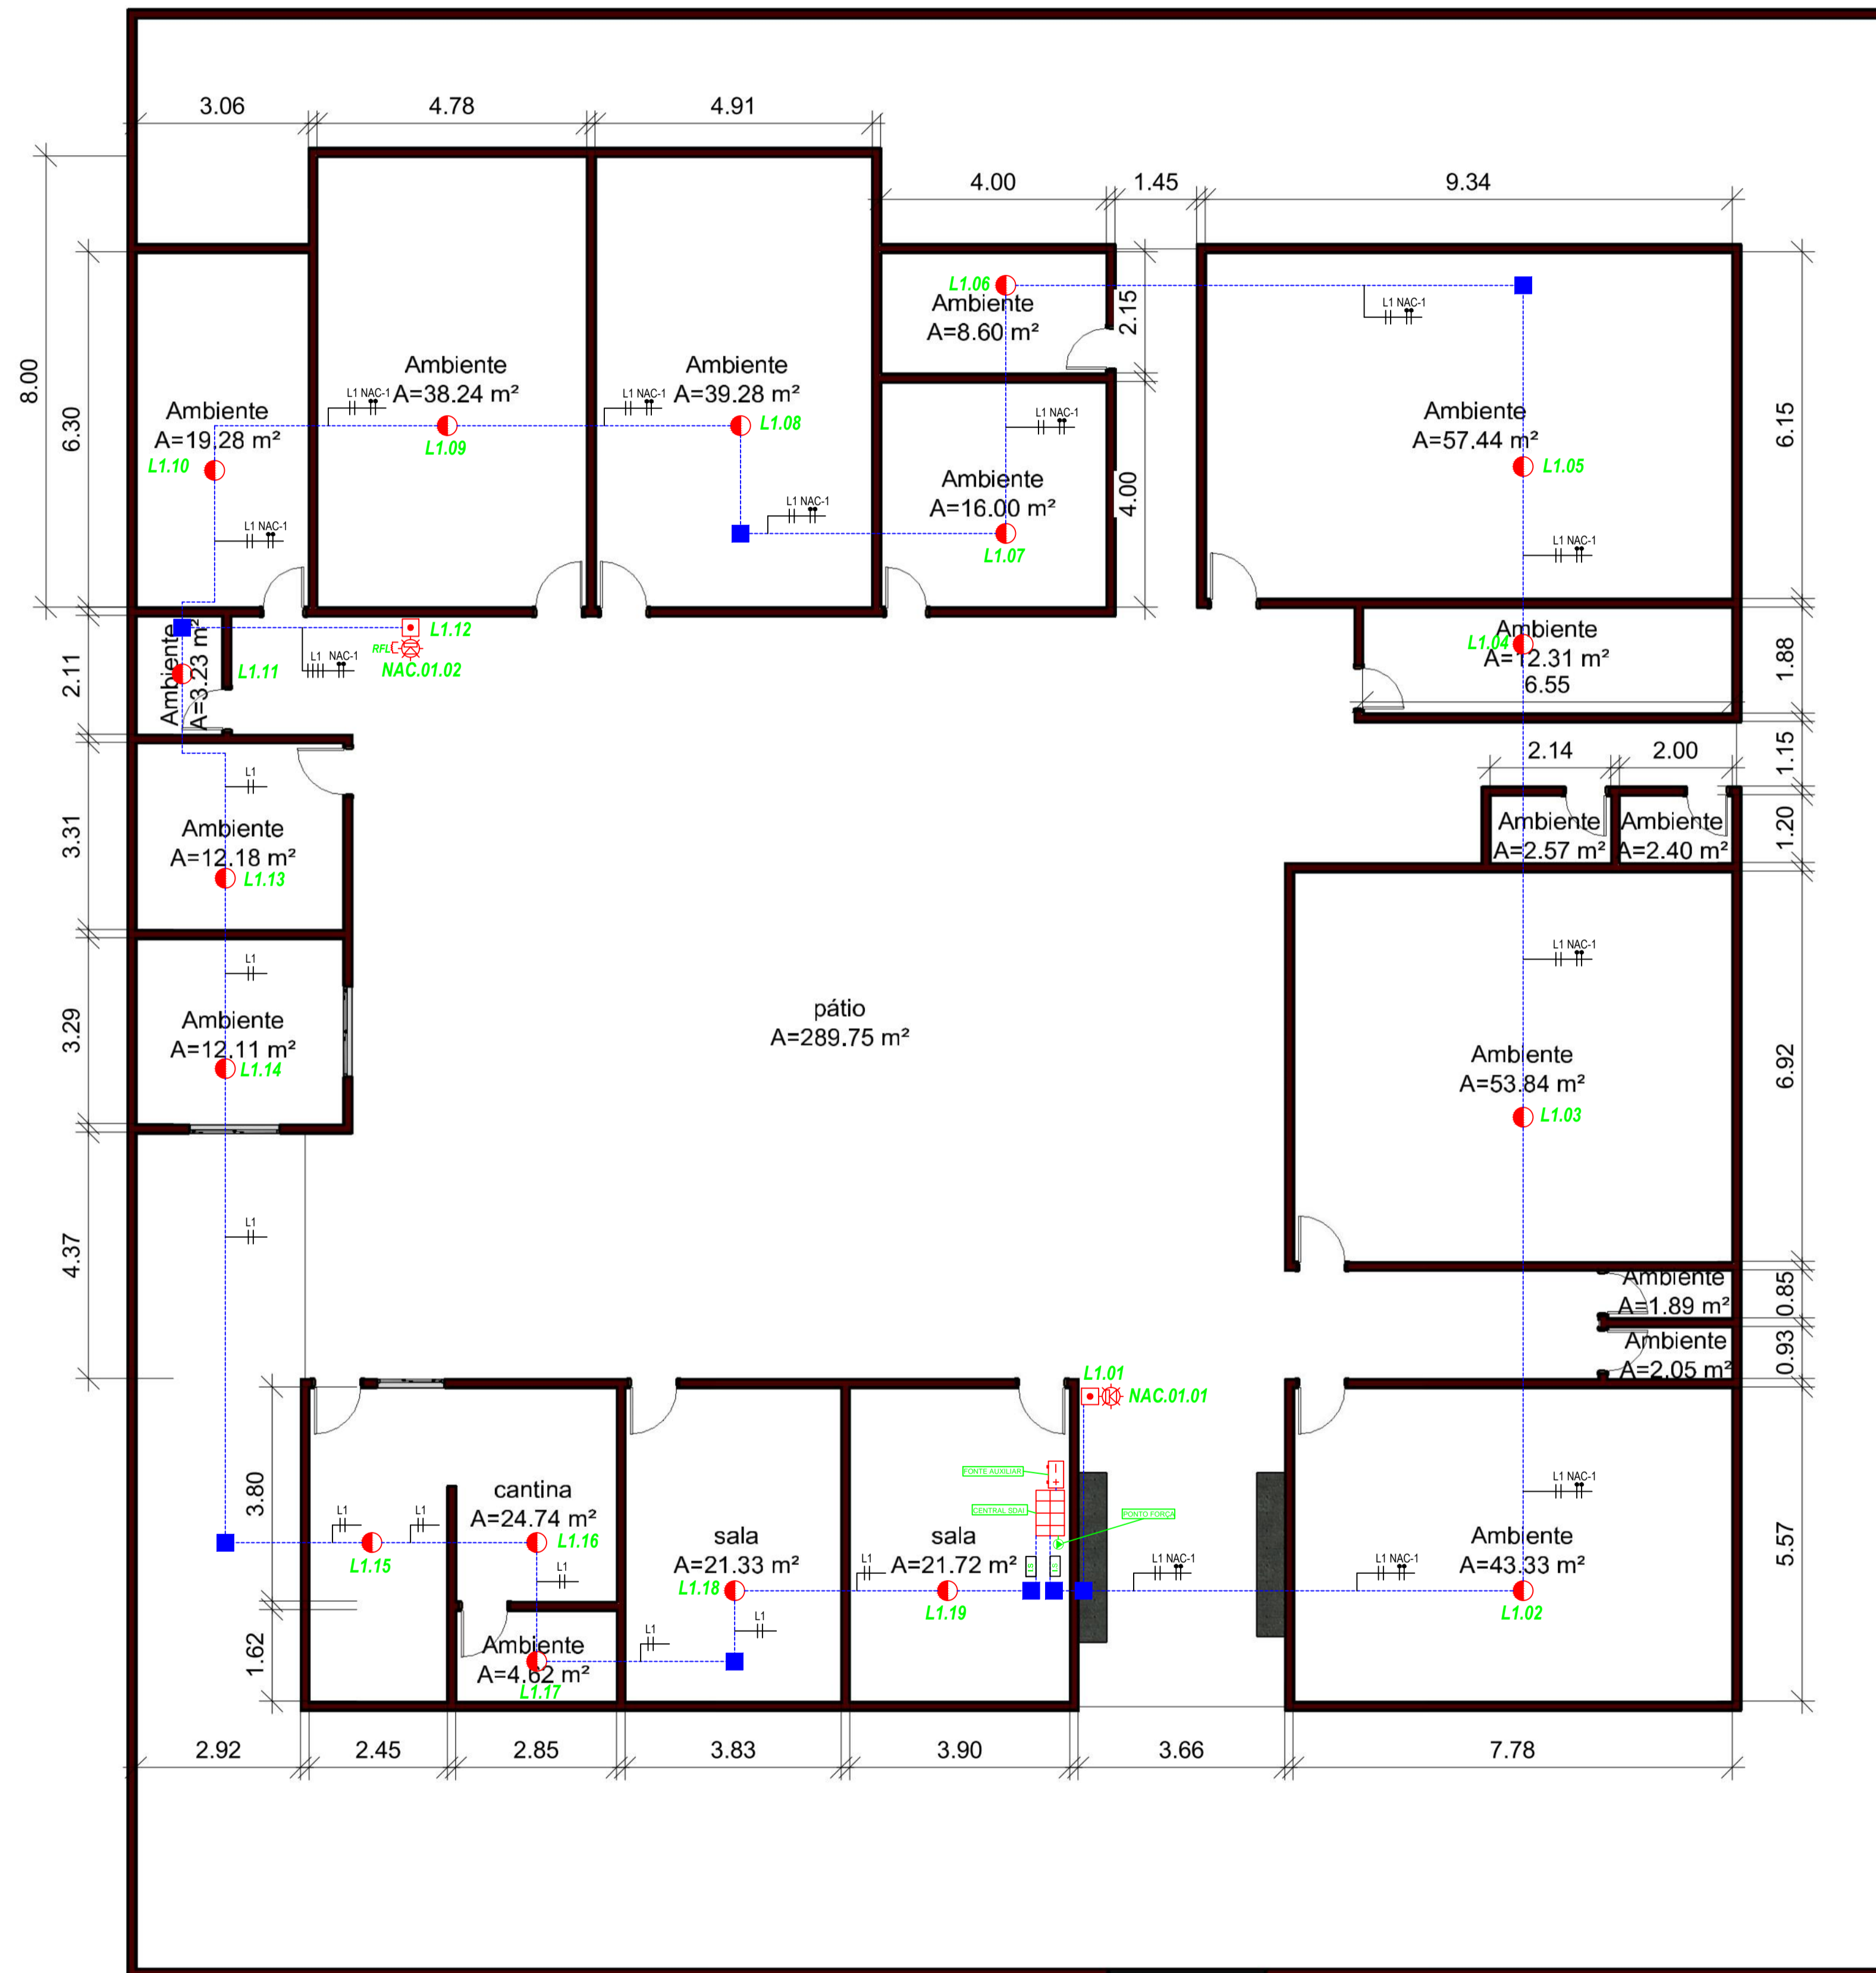 3.06
4.78
4.91
4.00
1.45
9.34
8.00
6.30
2.11
3.31
3.29
4.37
L1.06
Ambiente
A=8.60 m²
2.15
L1 NAC-1
6.15
Ambiente
A=38.24 m²
L1 NAC-1
L1.09
Ambiente
A=39.28 m²
L1 NAC-1
L1.08
Ambiente
A=19.28 m²
L1.10
L1 NAC-1
L1 NAC-1
L1 NAC-1
Ambiente
A=16.00 m²
L1.07
4.00
Ambiente
A=57.44 m²
L1.05
L1 NAC-1
Ambiente
A=3.23 m²
L1.11
L1 NAC-1
L1.12
RFL
NAC.01.02
Ambiente
L1.04
A=12.31 m²
6.55
1.88
2.14
2.00
1.15
L1
Ambiente
A=12.18 m²
L1.13
Ambiente
A=2.57 m²
Ambiente
A=2.40 m²
1.20
L1
Ambiente
A=12.11 m²
L1.14
pátio
A=289.75 m²
L1 NAC-1
Ambiente
A=53.84 m²
L1.03
6.92
L1
Ambiente
A=1.89 m²
0.85
Ambiente
A=2.05 m²
0.93
L1.01
NAC.01.01
3.80
1.62
cantina
A=24.74 m²
L1
L1
L1.15
L1.16
L1
Ambiente
A=4.62 m²
L1.17
sala
A=21.33 m²
L1.18
L1
L1
FONTE AUXILIAR
CENTRAL SDAI
PONTO FORÇA
sala
A=21.72 m²
L1
L1.19
LS
LS
L1 NAC-1
L1 NAC-1
L1 NAC-1
Ambiente
A=43.33 m²
L1.02
5.57
2.92
2.45
2.85
3.83
3.90
3.66
7.78